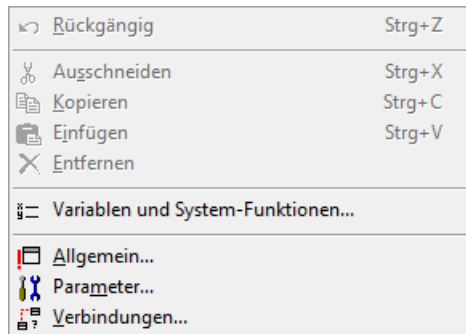 Rückgängig Strg+Z
Ausschneiden Strg+X
Kopieren Strg+C
Einfügen Strg+V
Entfernen
Variablen und System-Funktionen...
Allgemein...
Parameter...
Verbindungen...